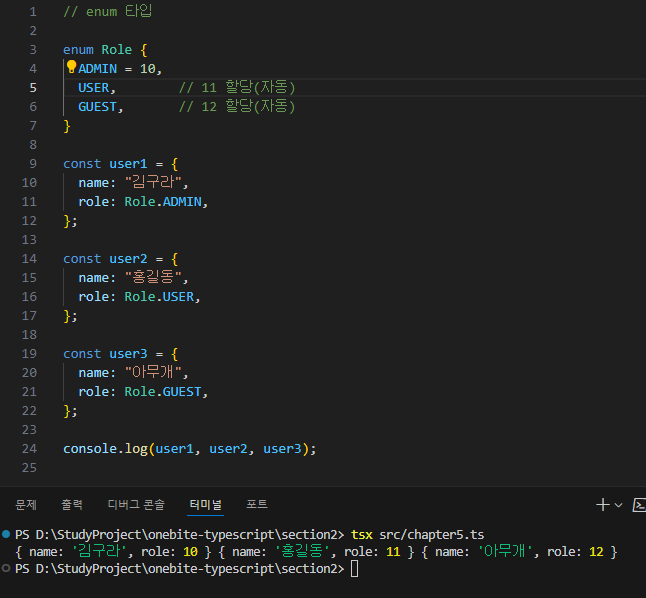 1 // enum 타입
2
3 enum Role {
4 ADMIN = 10,
5 USER, // 11 할당(자동)
6 GUEST, // 12 할당(자동)
7 }
8
9 const user1 = {
10 name: "김구라",
11 role: Role.ADMIN,
12 };
13
14 const user2 = {
15 name: "홍길동",
16 role: Role.USER,
17 };
18
19 const user3 = {
20 name: "아무개",
21 role: Role.GUEST,
22 };
23
24 console.log(user1, user2, user3);
25
문제 출력 디버그 콘솔 터미널 포트
PS D:\StudyProject\onebite-typescript\section2> tsx src/chapter5.ts
{ name: '김구라', role: 10 } { name: '홍길동', role: 11 } { name: '아무개', role: 12 }
PS D:\StudyProject\onebite-typescript\section2>